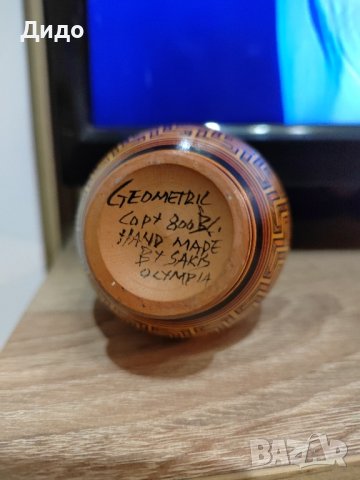 Дидо
GEOMETRIC
COPY 800 B.C.
HAND MADE
BY SAKIS
OLYMPIA
BAZAR